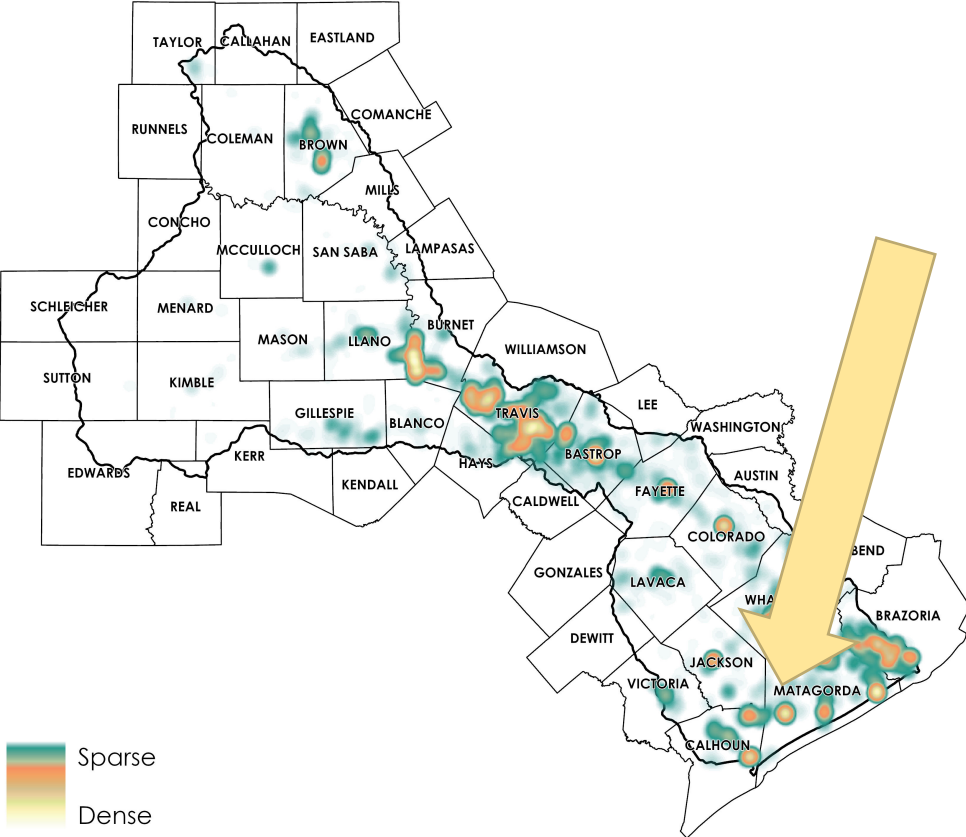 TAYLOR
CALLAHAN
EASTLAND
RUNNELS
COLEMAN
BROWN
COMANCHE
MILLS
CONCHO
MCCULLOCH
SAN SABA
LAMPASAS
SCHLEICHER
MENARD
MASON
LLANO
BURNET
WILLIAMSON
SUTTON
KIMBLE
GILLESPIE
BLANCO
TRAVIS
LEE
WASHINGTON
EDWARDS
KERR
HAYS
BASTROP
AUSTIN
REAL
KENDALL
CALDWELL
FAYETTE
COLORADO
BEND
GONZALES
LAVACA
WHA
BRAZORIA
DEWITT
JACKSON
VICTORIA
MATAGORDA
CALHOUN
Sparse
Dense